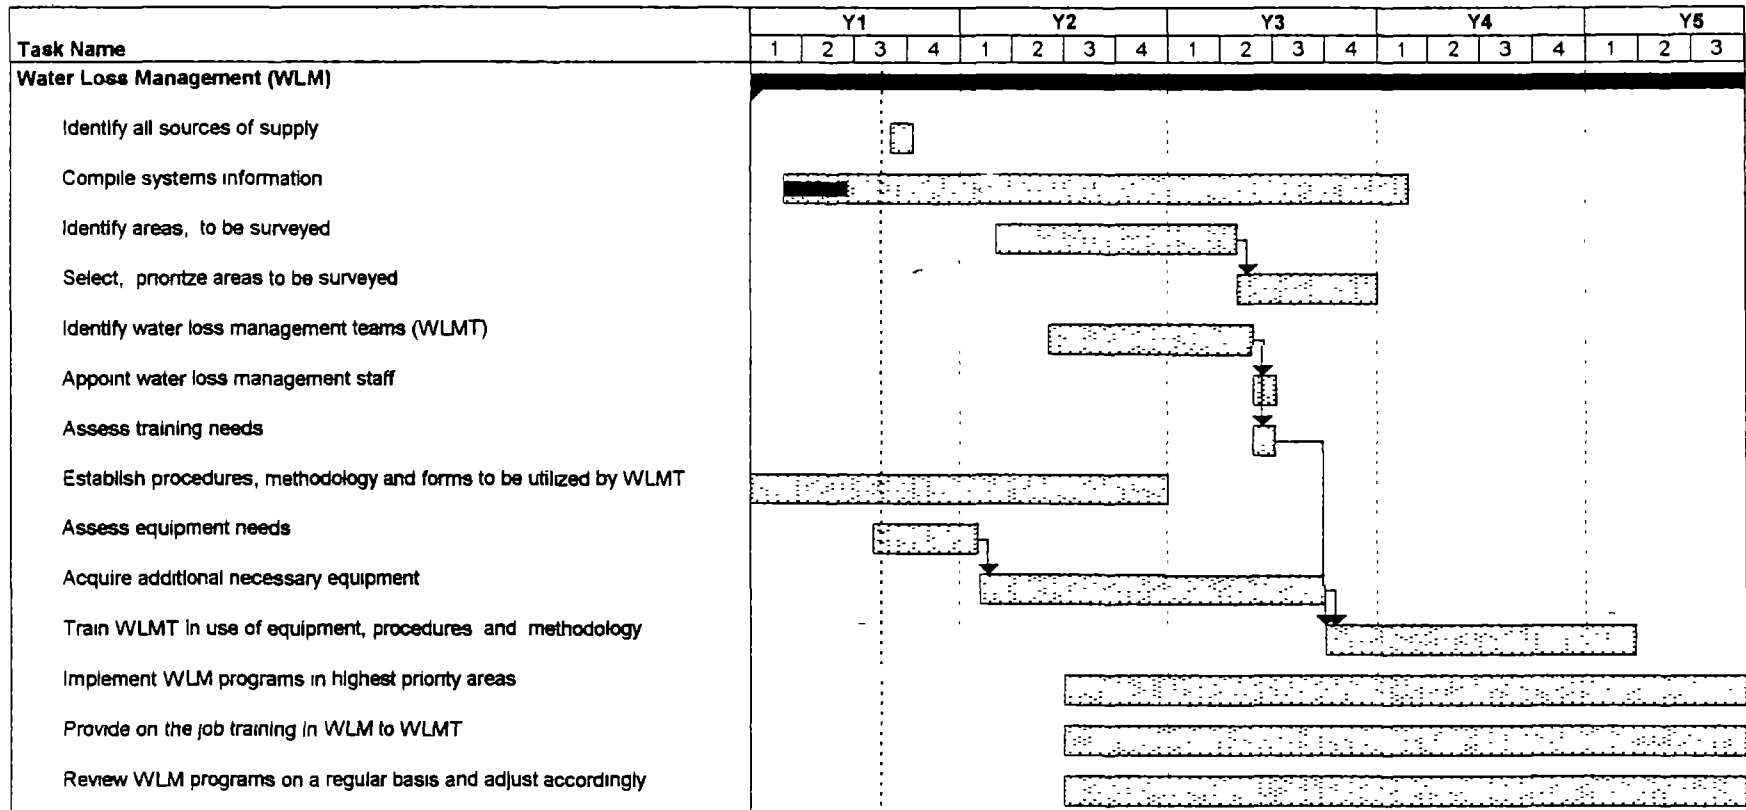 Y1 Y2 Y3 Y4 Y5
Task Name 1 2 3 4 1 2 3 4 1 2 3 4 1 2 3 4 1 2 3
Water Loss Management (WLM)
Identify all sources of supply
Compile systems information
Identify areas, to be surveyed
Select, prioritize areas to be surveyed
Identify water loss management teams (WLMT)
Appoint water loss management staff
Assess training needs
Establish procedures, methodology and forms to be utilized by WLMT
Assess equipment needs
Acquire additional necessary equipment
Train WLMT in use of equipment, procedures and methodology
Implement WLM programs in highest priority areas
Provide on the job training in WLM to WLMT
Review WLM programs on a regular basis and adjust accordingly